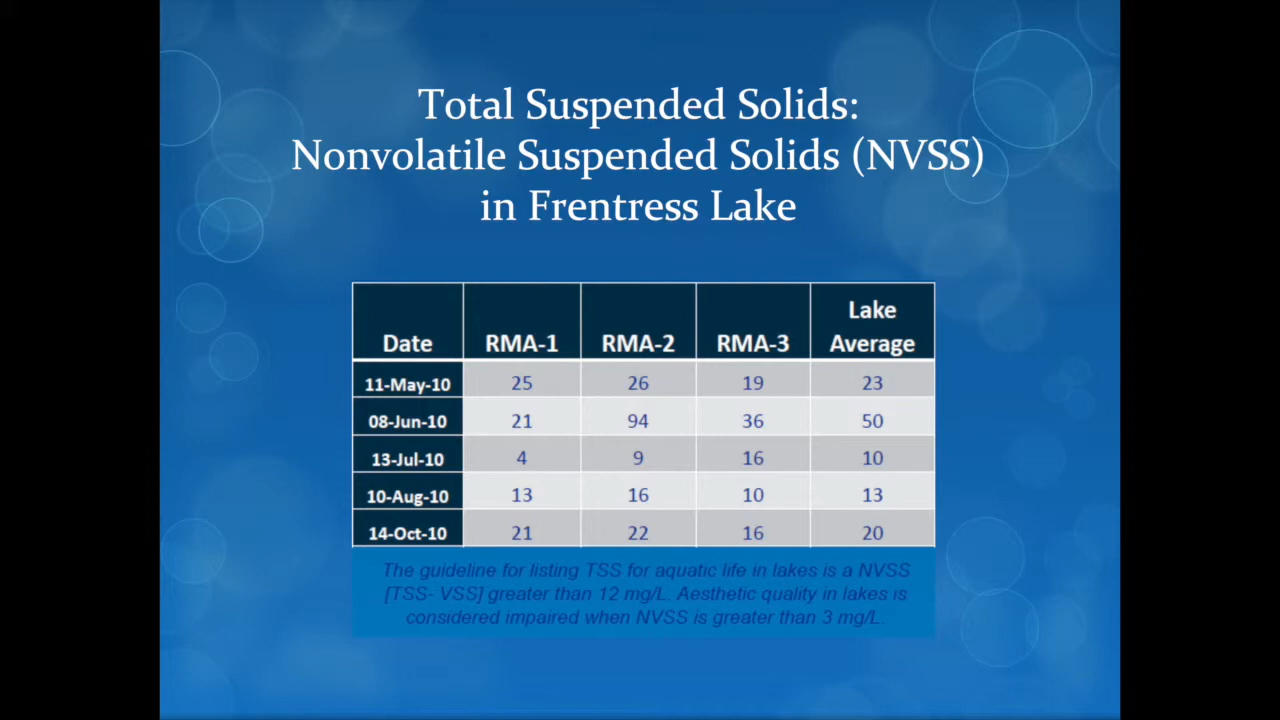 Total Suspended Solids:
Nonvolatile Suspended Solids (NVSS)
in Frentress Lake
Date RMA-1 RMA-2 RMA-3 Lake Average
11-May-10 25 26 19 23
08-Jun-10 21 94 36 50
13-Jul-10 4 9 16 10
10-Aug-10 13 16 10 13
14-Oct-10 21 22 16 20
The guideline for listing TSS for aquatic life in lakes is a NVSS
[TSS- VSS] greater than 12 mg/L. Aesthetic quality in lakes is
considered impaired when NVSS is greater than 3 mg/L.